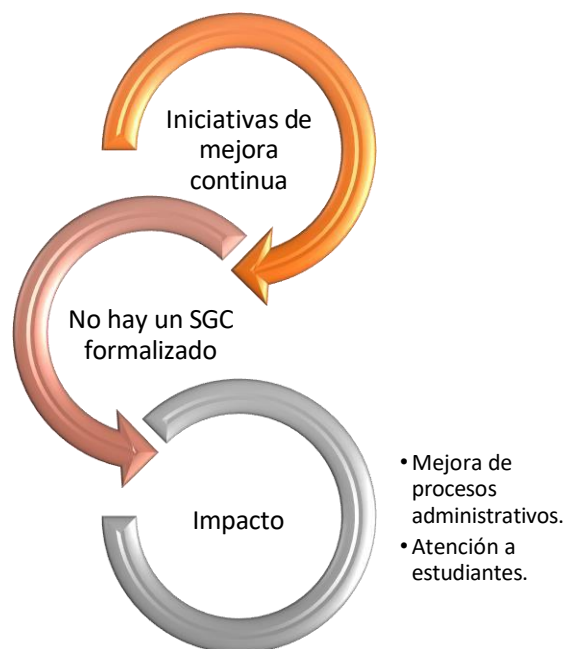 Iniciativas de
mejora
continua
No hay un SGC
formalizado
Impacto
• Mejora de
procesos
administrativos.
• Atención a
estudiantes.